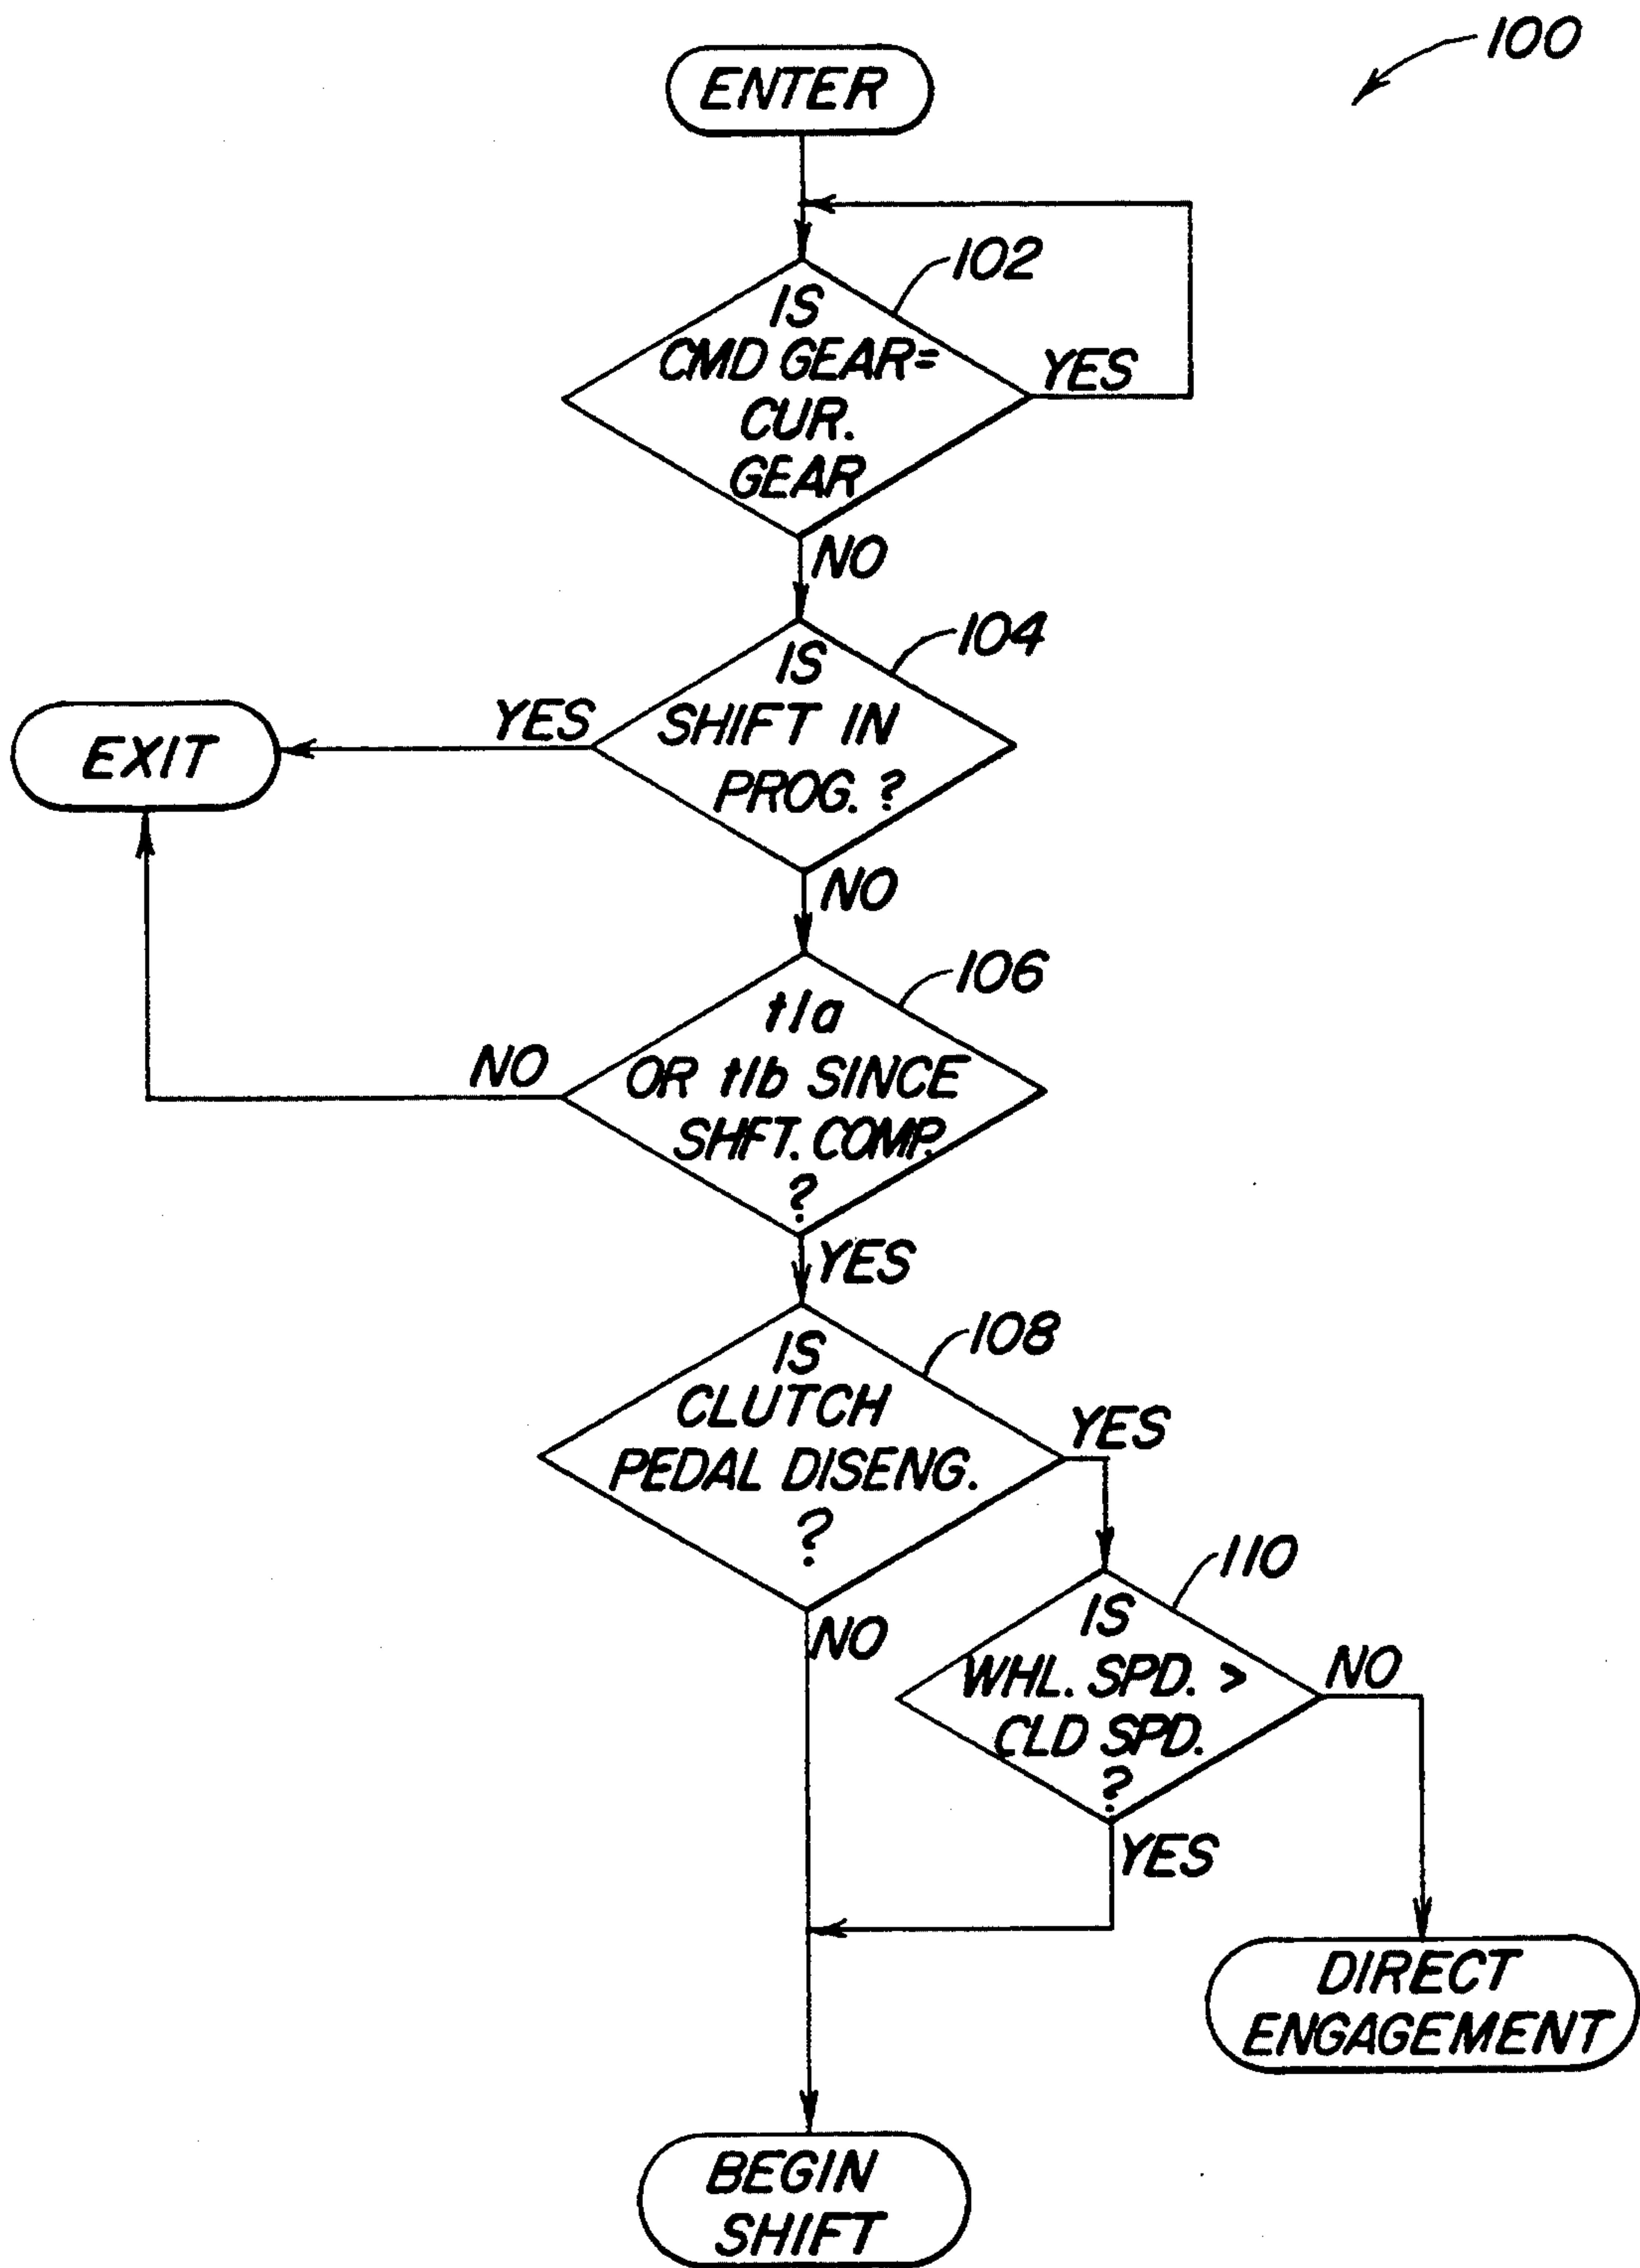 100
ENTER
102
IS
CMD GEAR=
CUR.
GEAR
YES
NO
104
IS
SHIFT IN
PROG. ?
YES
EXIT
NO
106
t1a
OR t1b SINCE
SHFT. COMP.
?
NO
YES
108
IS
CLUTCH
PEDAL DISENG.
?
YES
NO
110
IS
WHL. SPD. >
CLD SPD.
?
NO
YES
DIRECT
ENGAGEMENT
BEGIN
SHIFT